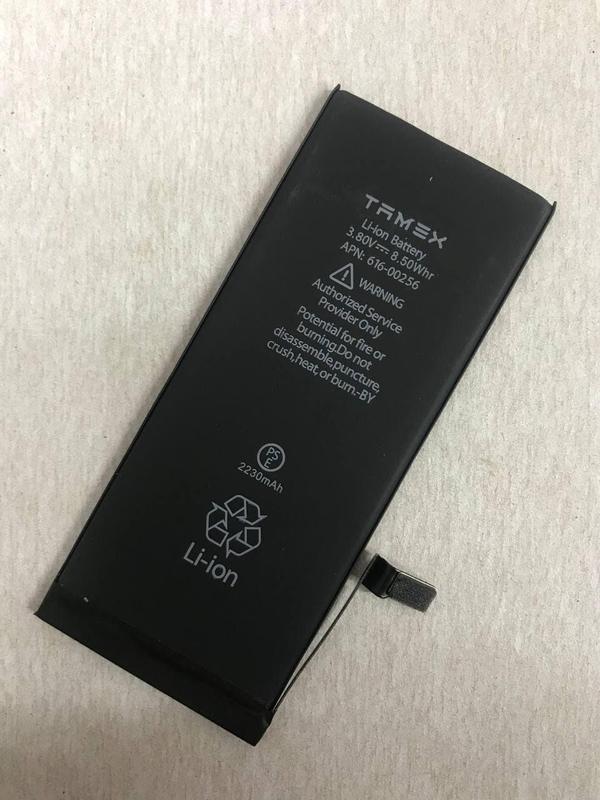 TAMEX
Li-ion Battery
3.80V⎓8.50Whr
APN: 616-00256
WARNING
Authorized Service
Provider Only
Potential for fire or
burning.Do not
disassemble,puncture,
crush,heat, or burn.-BY
PS
E
2230mAh
Li-ion